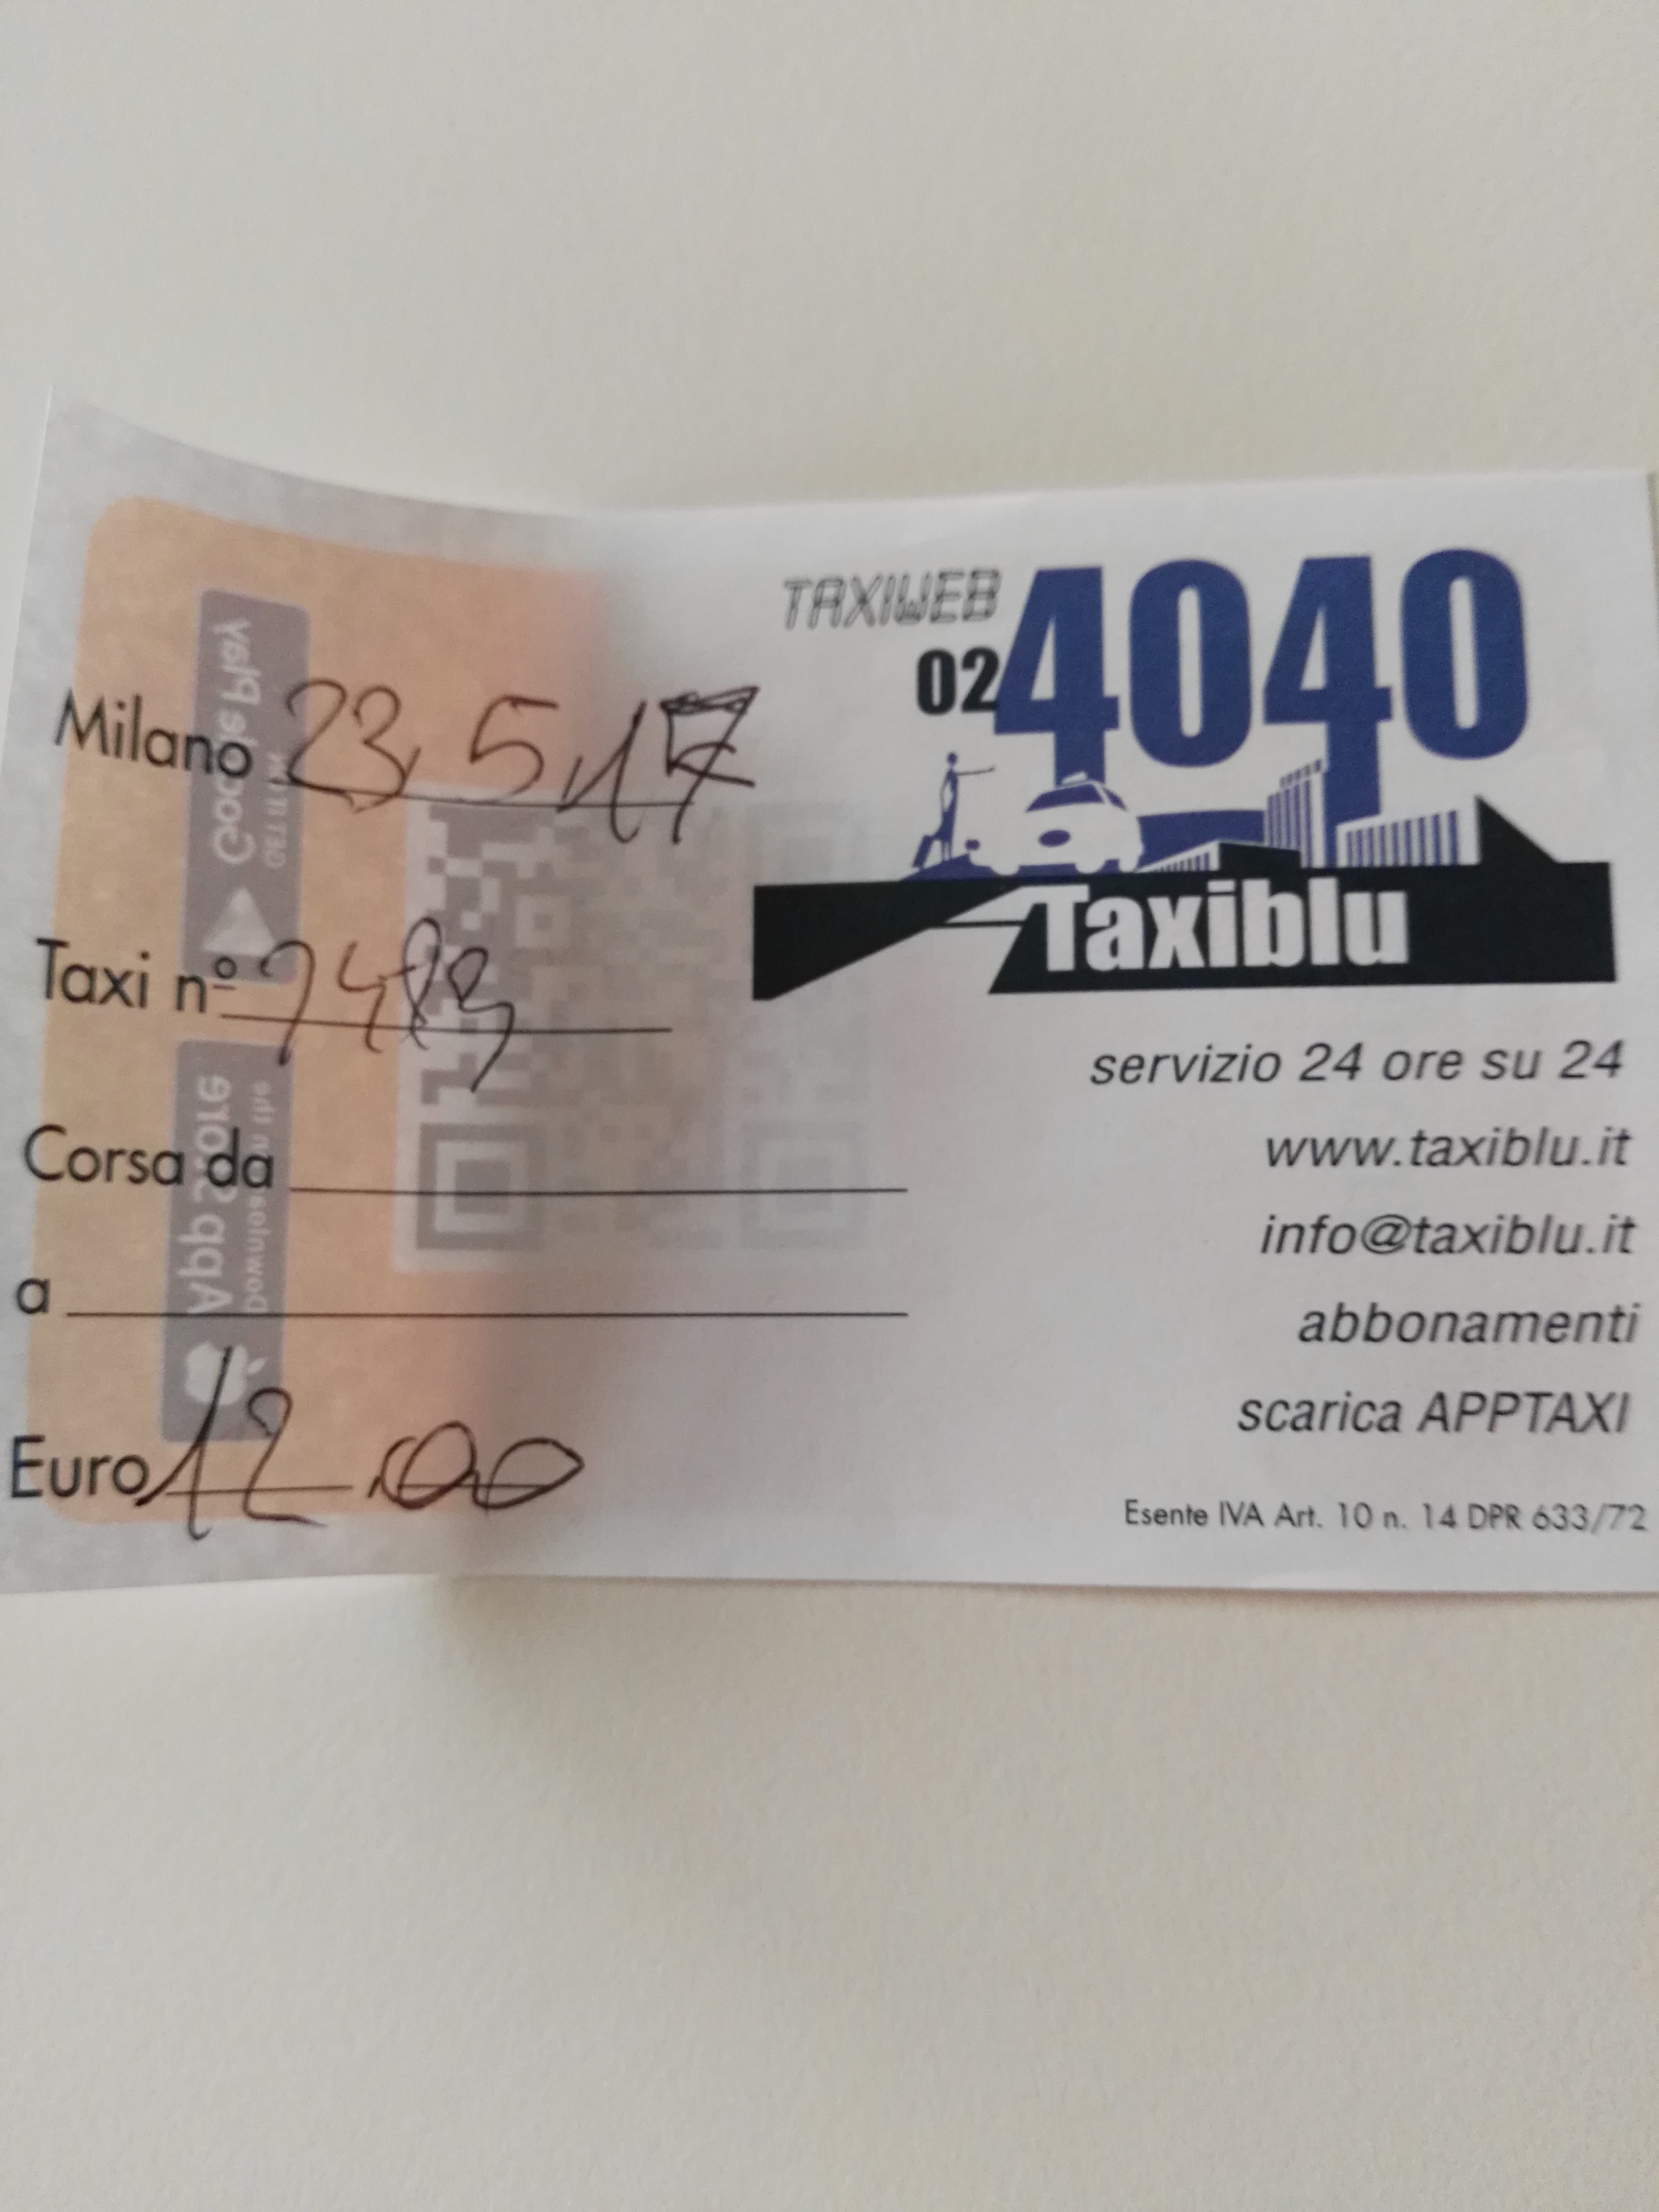 TAXIWEB
02 4040
Taxiblu
Milano 23.5.17
Taxi n°
Corsa da
a
Euro 12.00
servizio 24 ore su 24
www.taxiblu.it
info@taxiblu.it
abbonamenti
scarica APPTAXI
Esente IVA Art. 10 n. 14 DPR 633/72